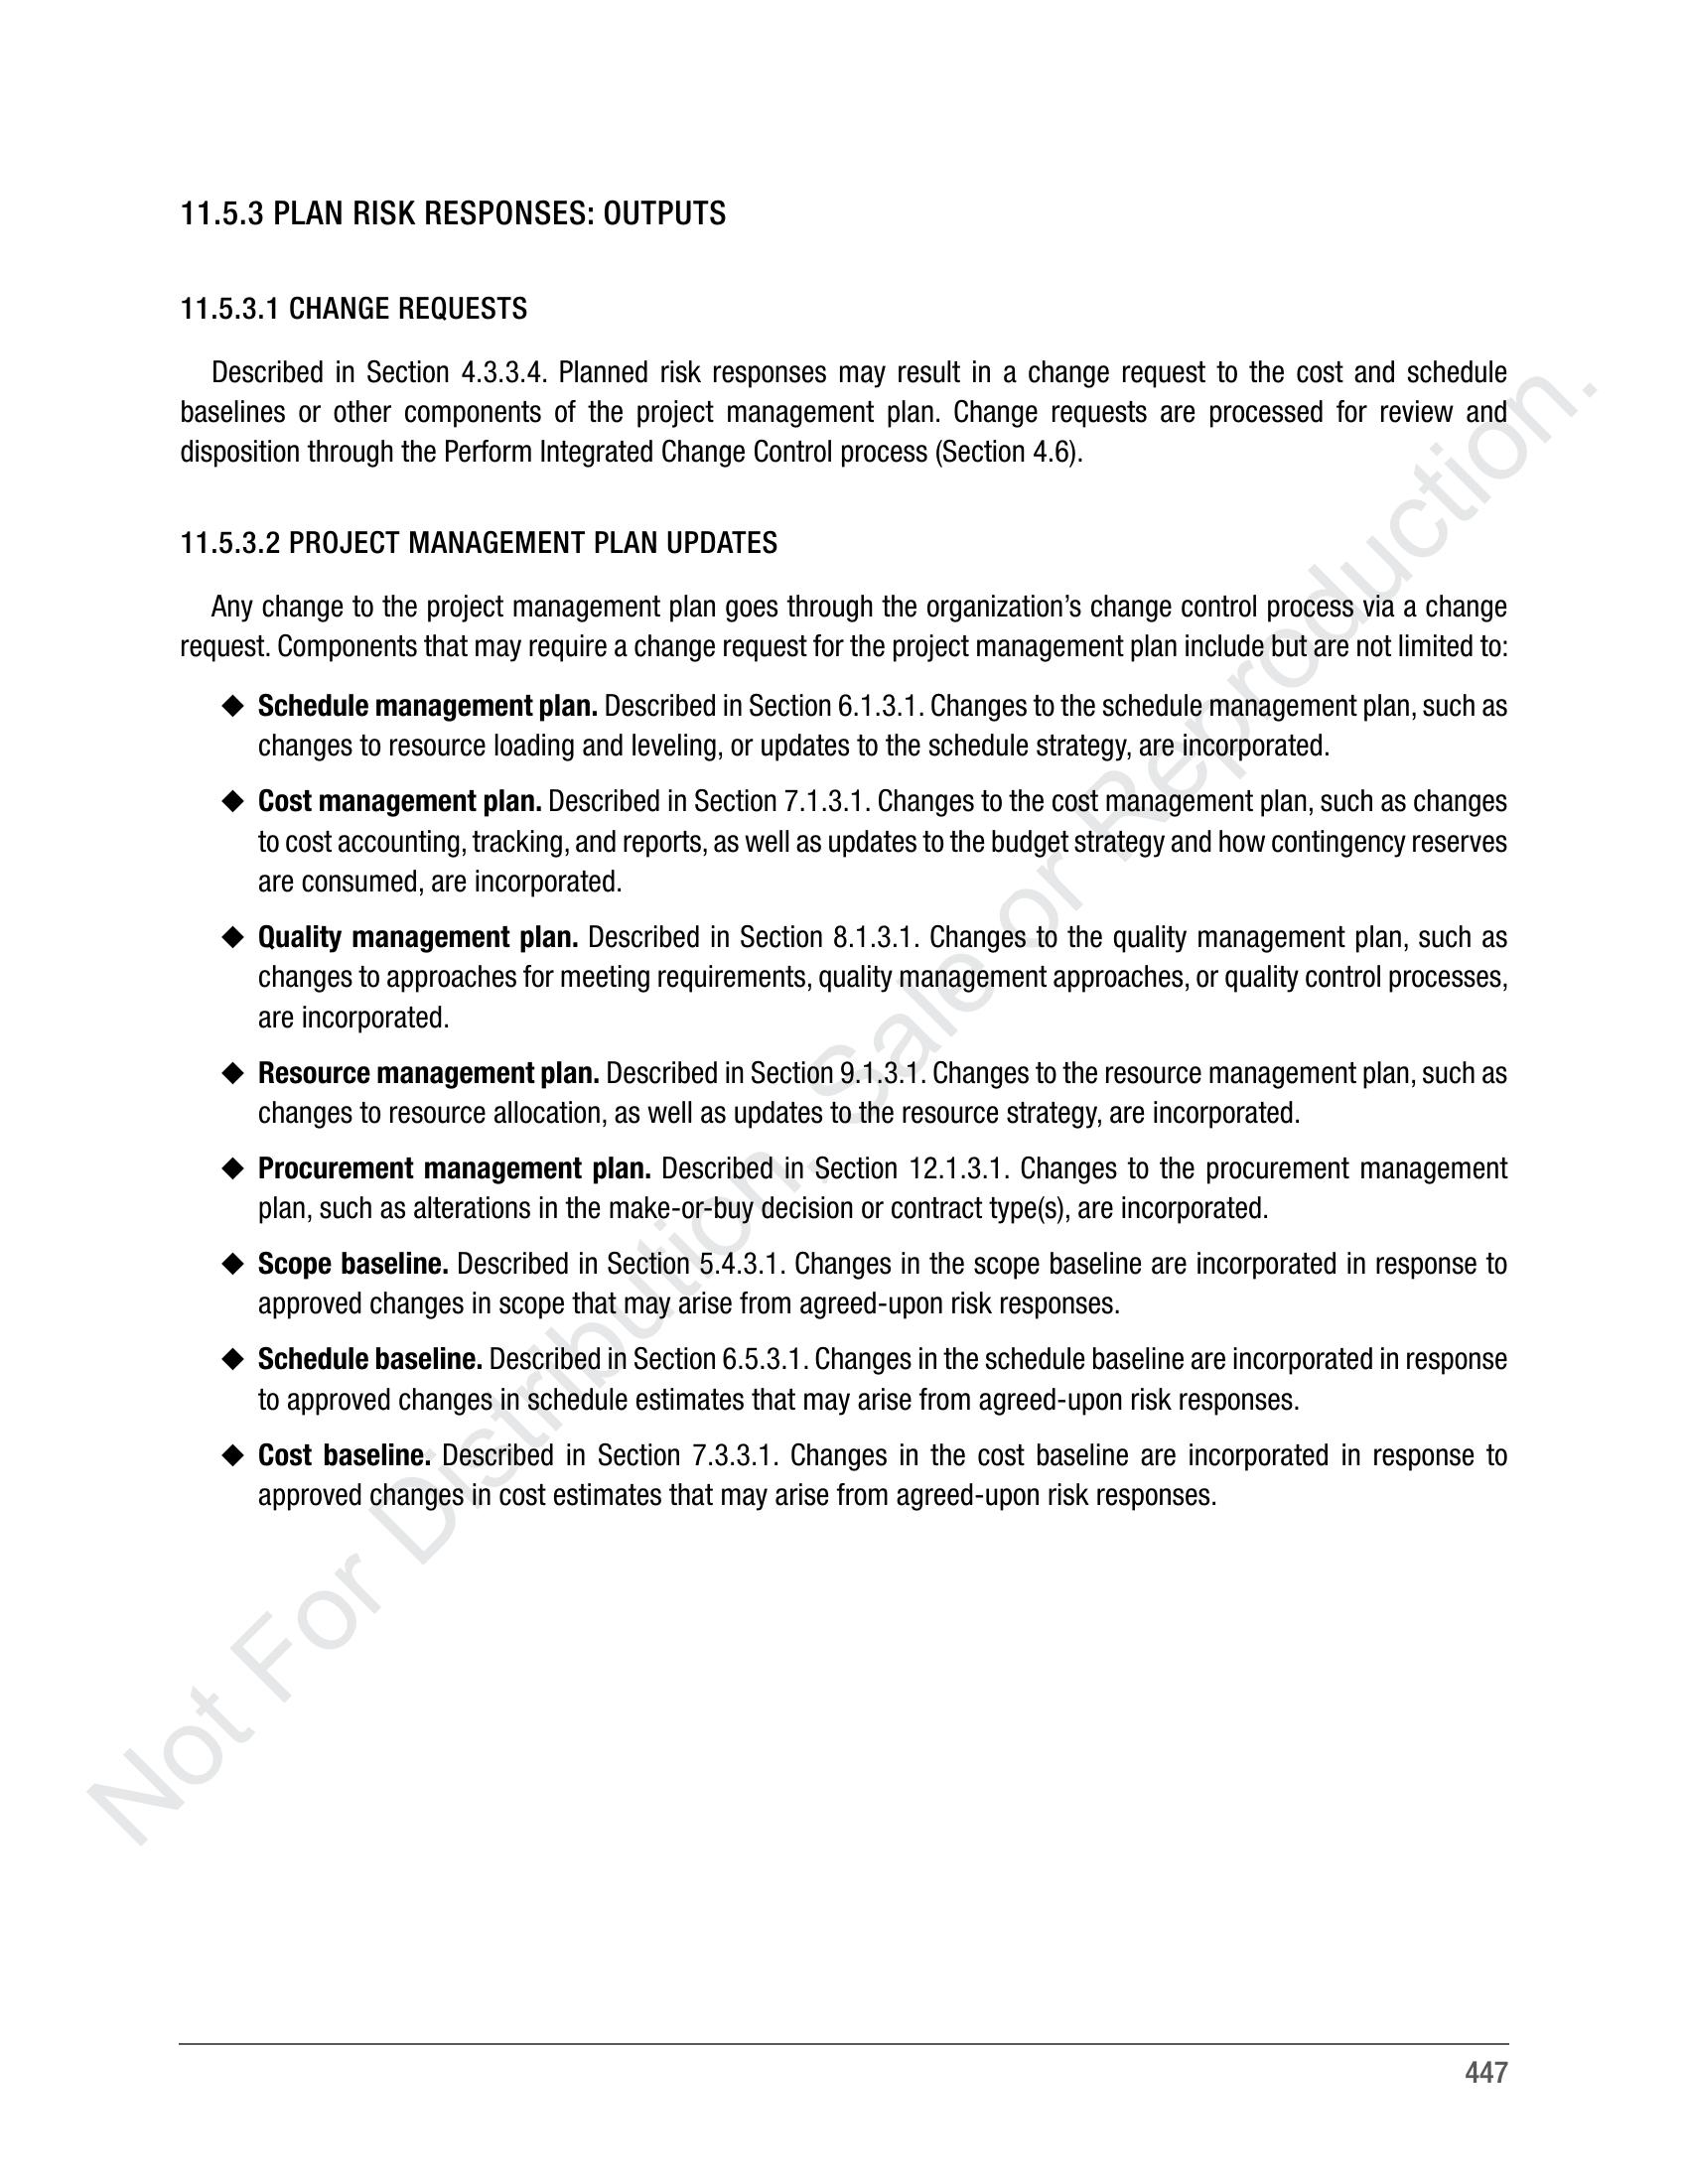 11.5.3 PLAN RISK RESPONSES: OUTPUTS
11.5.3.1 CHANGE REQUESTS
Described in Section 4.3.3.4. Planned risk responses may result in a change request to the cost and schedule
baselines or other components of the project management plan. Change requests are processed for review and
disposition through the Perform Integrated Change Control process (Section 4.6).
11.5.3.2 PROJECT MANAGEMENT PLAN UPDATES
Any change to the project management plan goes through the organization’s change control process via a change
request. Components that may require a change request for the project management plan include but are not limited to:
◆ Schedule management plan. Described in Section 6.1.3.1. Changes to the schedule management plan, such as
changes to resource loading and leveling, or updates to the schedule strategy, are incorporated.
◆ Cost management plan. Described in Section 7.1.3.1. Changes to the cost management plan, such as changes
to cost accounting, tracking, and reports, as well as updates to the budget strategy and how contingency reserves
are consumed, are incorporated.
◆ Quality management plan. Described in Section 8.1.3.1. Changes to the quality management plan, such as
changes to approaches for meeting requirements, quality management approaches, or quality control processes,
are incorporated.
◆ Resource management plan. Described in Section 9.1.3.1. Changes to the resource management plan, such as
changes to resource allocation, as well as updates to the resource strategy, are incorporated.
◆ Procurement management plan. Described in Section 12.1.3.1. Changes to the procurement management
plan, such as alterations in the make-or-buy decision or contract type(s), are incorporated.
◆ Scope baseline. Described in Section 5.4.3.1. Changes in the scope baseline are incorporated in response to
approved changes in scope that may arise from agreed-upon risk responses.
◆ Schedule baseline. Described in Section 6.5.3.1. Changes in the schedule baseline are incorporated in response
to approved changes in schedule estimates that may arise from agreed-upon risk responses.
◆ Cost baseline. Described in Section 7.3.3.1. Changes in the cost baseline are incorporated in response to
approved changes in cost estimates that may arise from agreed-upon risk responses.
Not For Distribution, Sale or Reproduction.
447